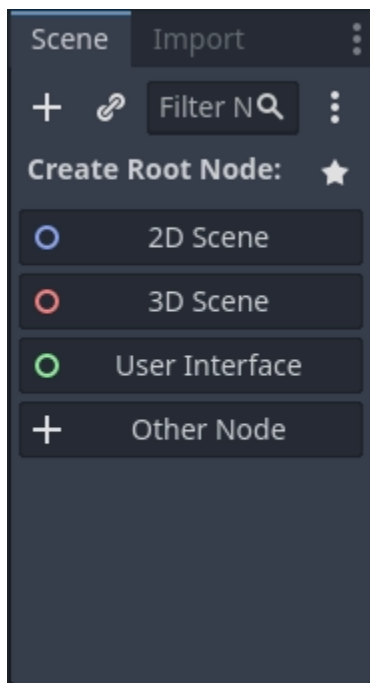 Scene Import
Filter N
Create Root Node:
2D Scene
3D Scene
User Interface
Other Node